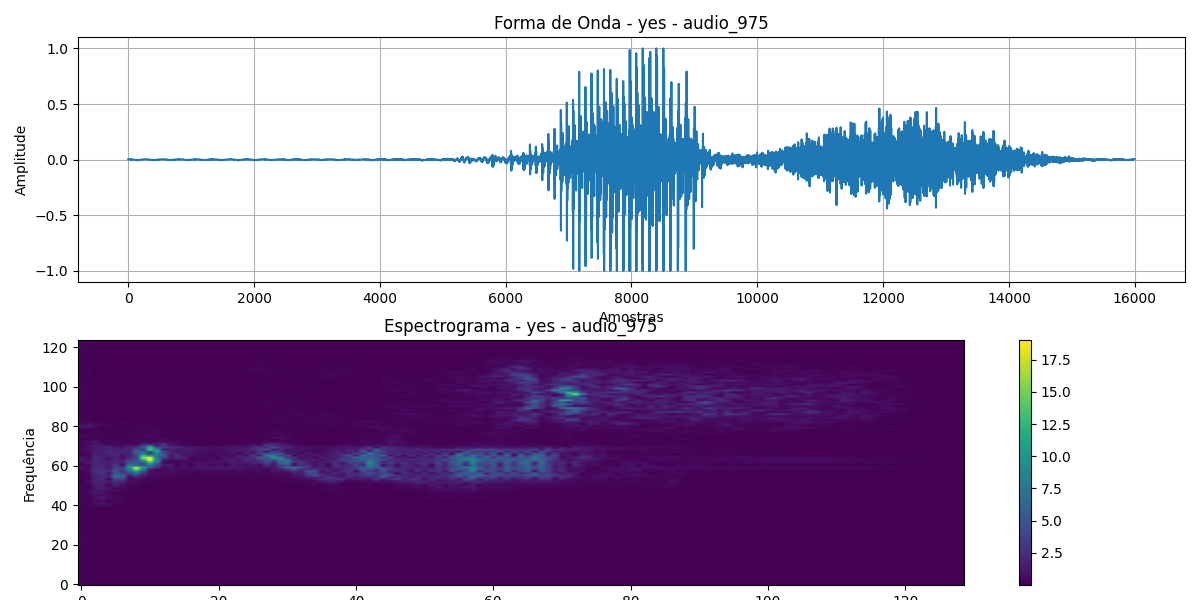 Forma de Onda - yes - audio_975
1.0
0.5
0.0
−0.5
−1.0
Amplitude
0 2000 4000 6000 8000 10000 12000 14000 16000
Amostras
Espectrograma - yes - audio_975
120
100
80
60
40
20
0
Frequência
17.5
15.0
12.5
10.0
7.5
5.0
2.5
0 20 40 60 80 100 120